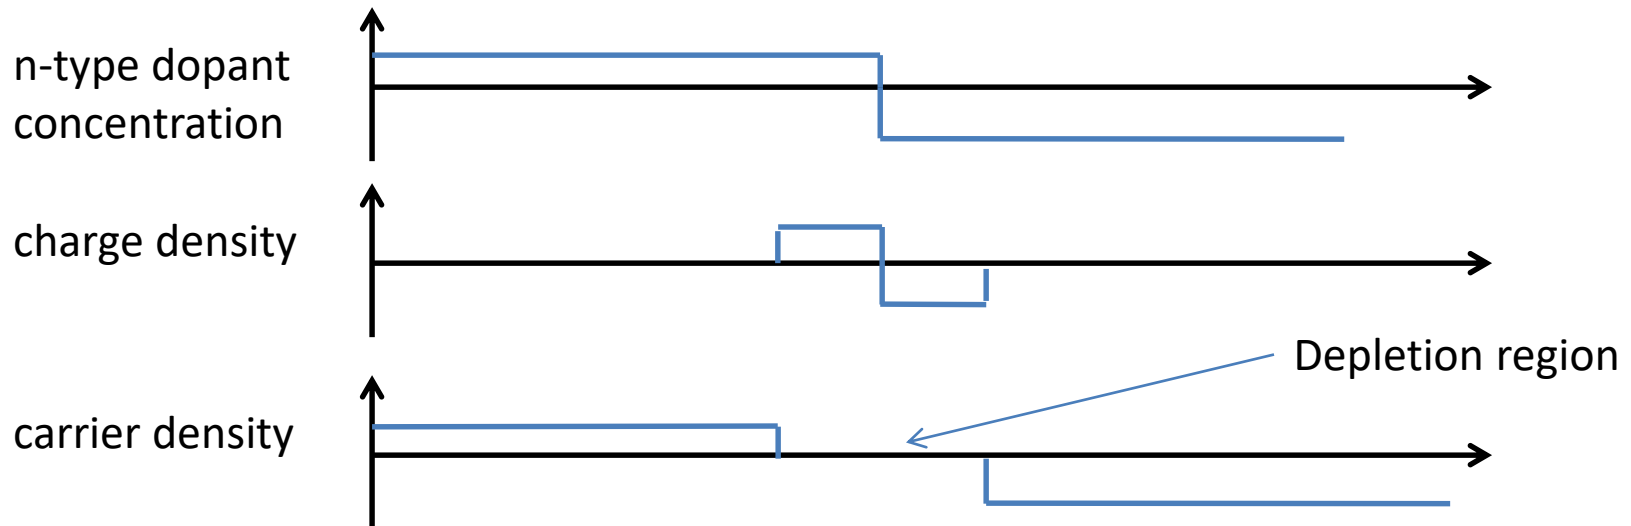 n-type dopant
concentration
charge density
Depletion region
carrier density